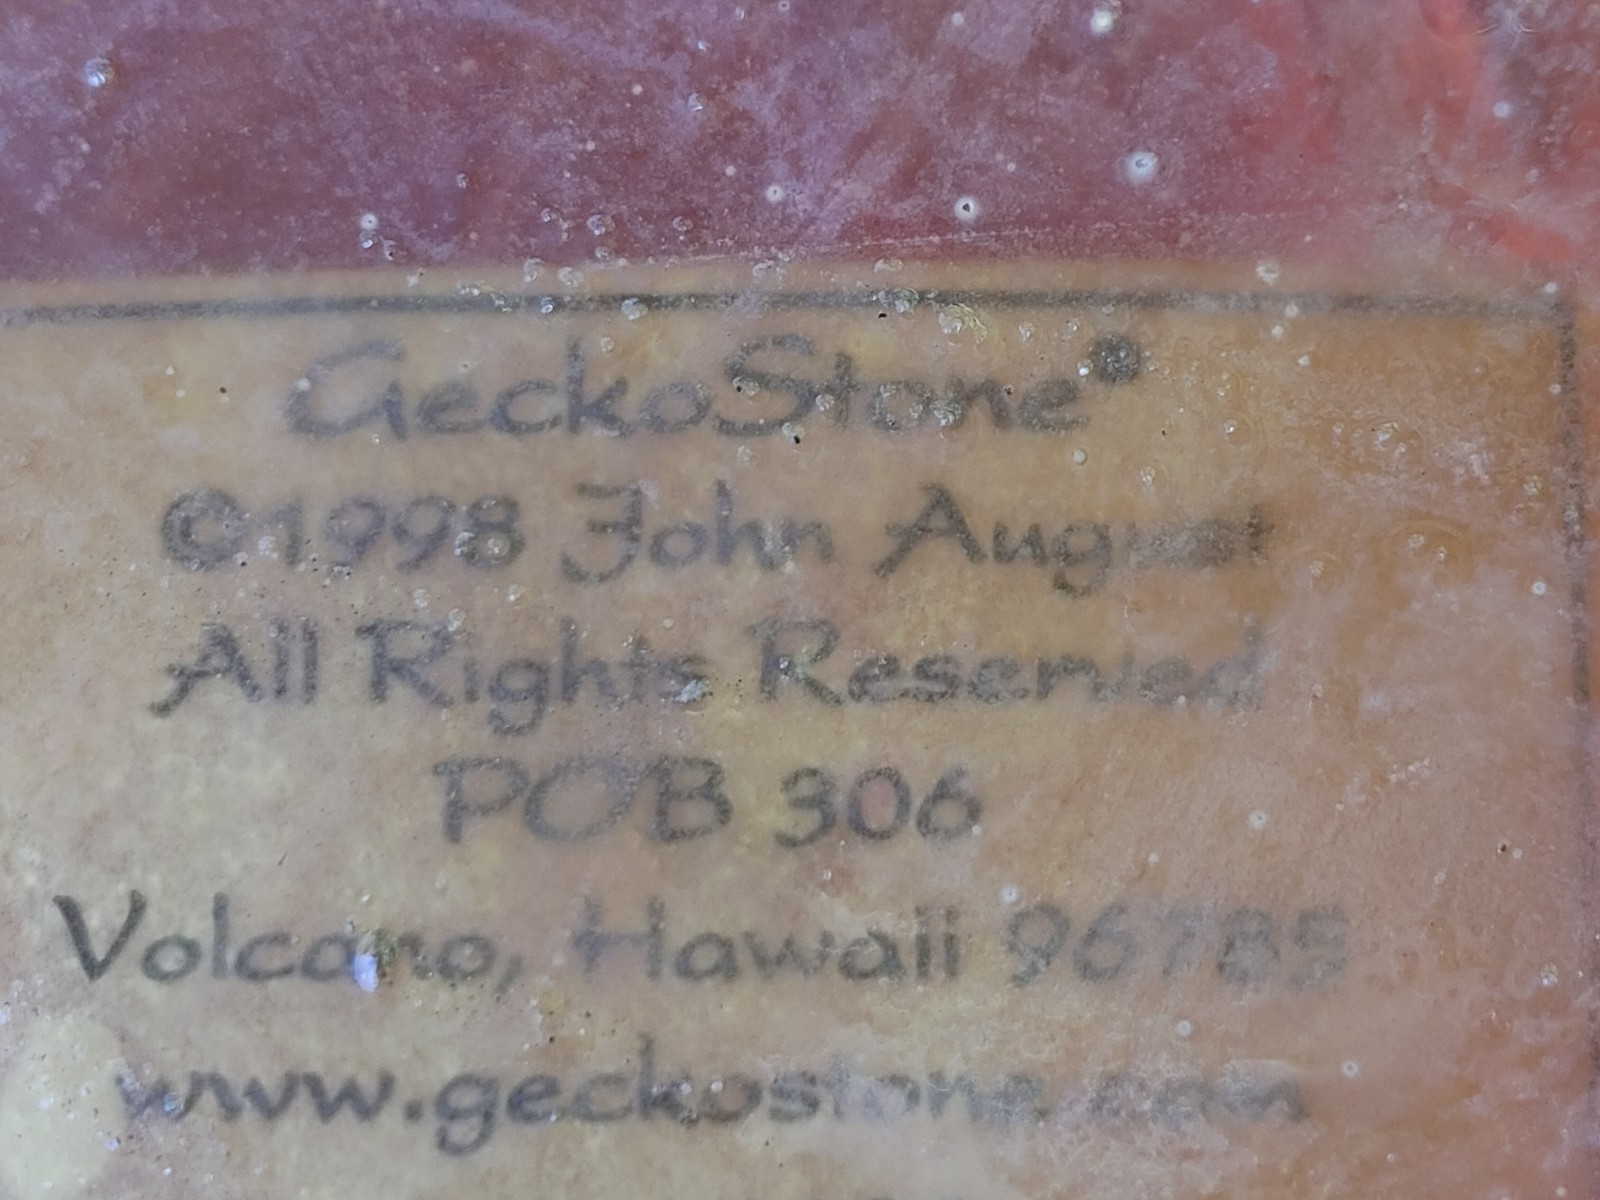 GeckoStone®
©1998 John August
All Rights Reserved
POB 306
Volcano, Hawaii 96785
www.geckostone.com